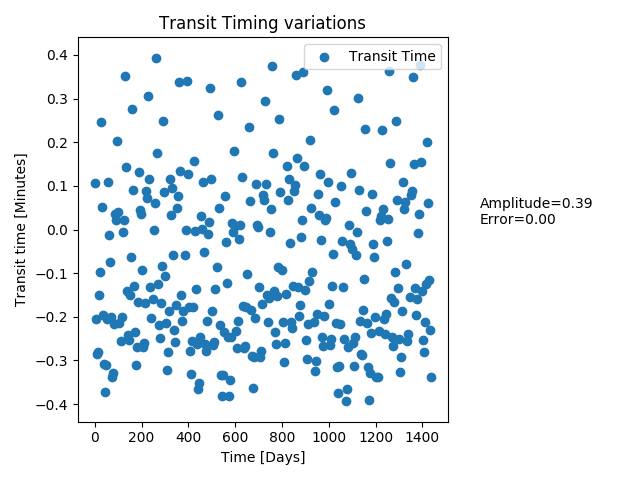 Transit Timing variations
Transit Time
Transit time [Minutes]
0.4
0.3
0.2
0.1
0.0
−0.1
−0.2
−0.3
−0.4
0 200 400 600 800 1000 1200 1400
Time [Days]
Amplitude=0.39
Error=0.00